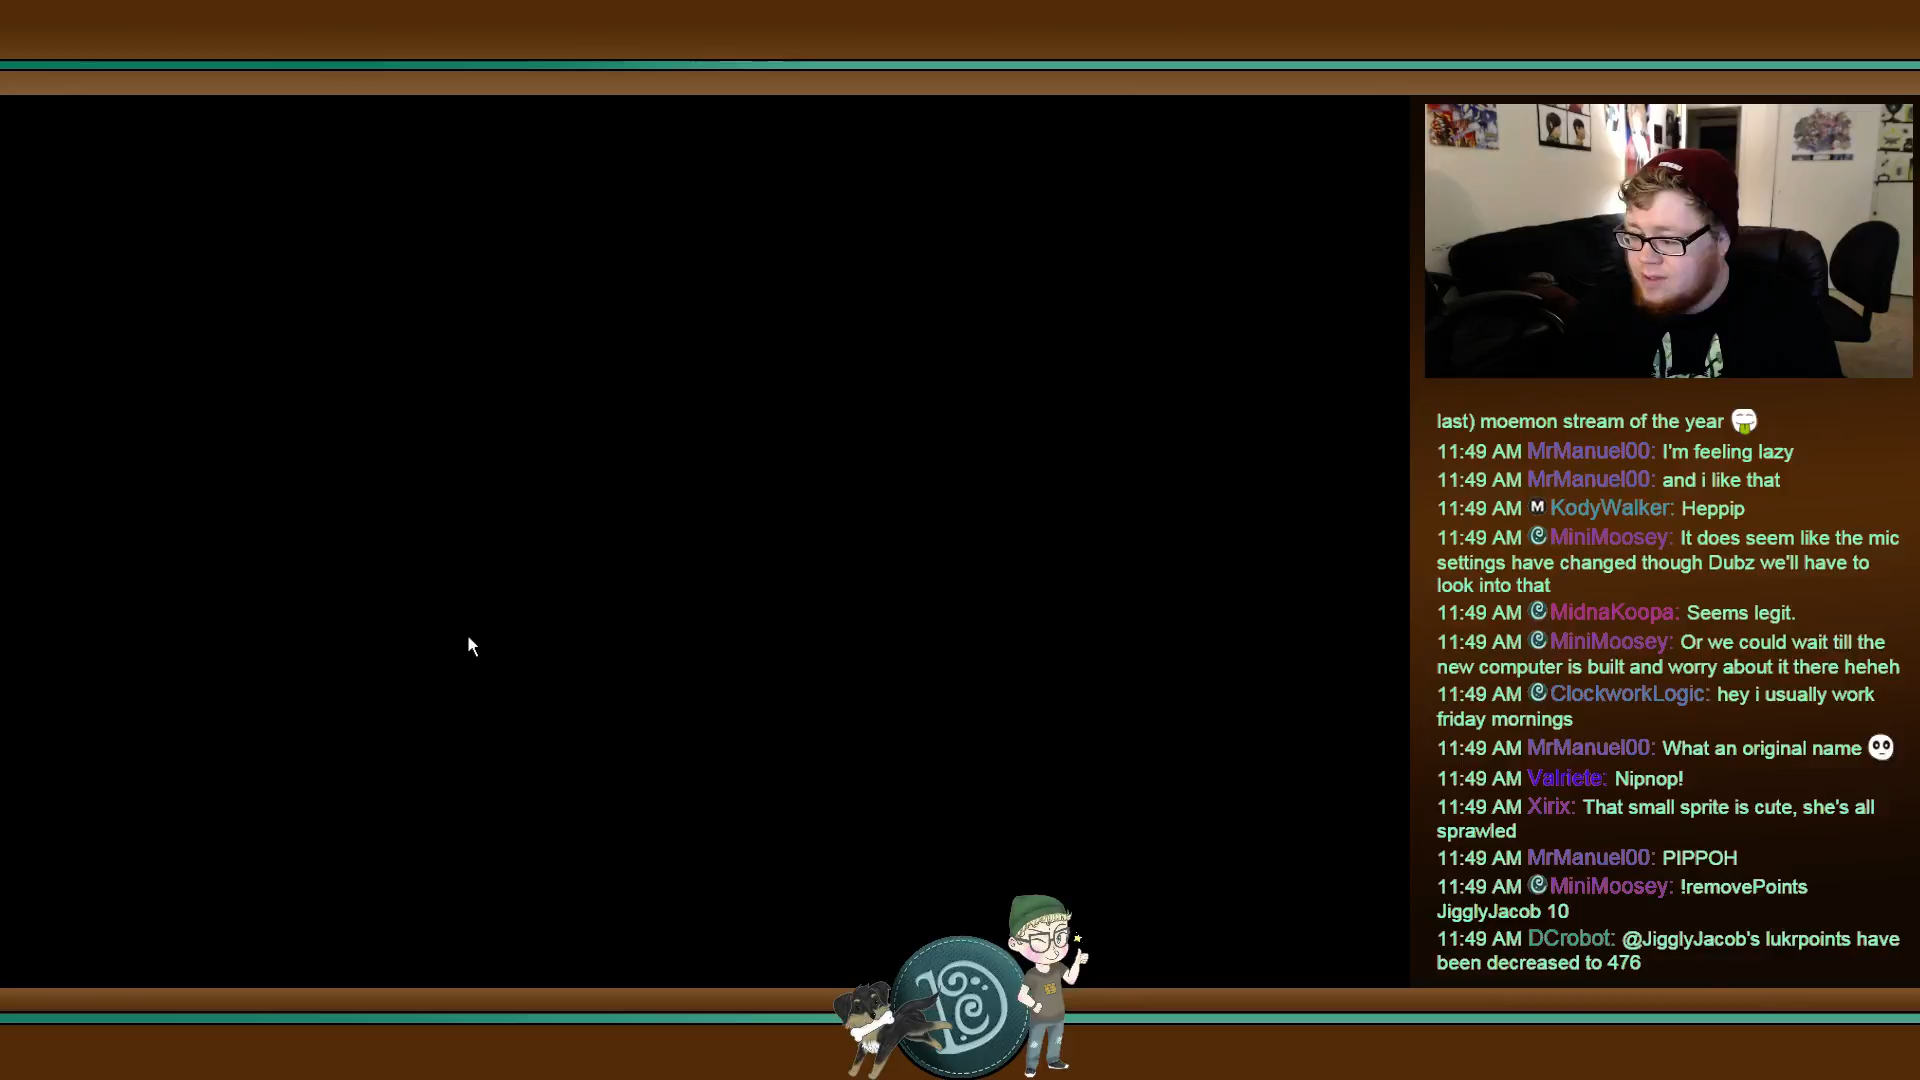 last) moemon stream of the year
11:49 AM MrManuel00: I'm feeling lazy
11:49 AM MrManuel00: and i like that
11:49 AM M KodyWalker: Heppip
11:49 AM MiniMoosey: It does seem like the mic
settings have changed though Dubz we'll have to
look into that
11:49 AM MidnaKoopa: Seems legit.
11:49 AM MiniMoosey: Or we could wait till the
new computer is built and worry about it there heheh
11:49 AM ClockworkLogic: hey i usually work
friday mornings
11:49 AM MrManuel00: What an original name
11:49 AM Valriete: Nipnop!
11:49 AM Xirix: That small sprite is cute, she's all
sprawled
11:49 AM MrManuel00: PIPPOH
11:49 AM MiniMoosey: !removePoints
JigglyJacob 10
11:49 AM DCrobot: @JigglyJacob's lukrpoints have
been decreased to 476